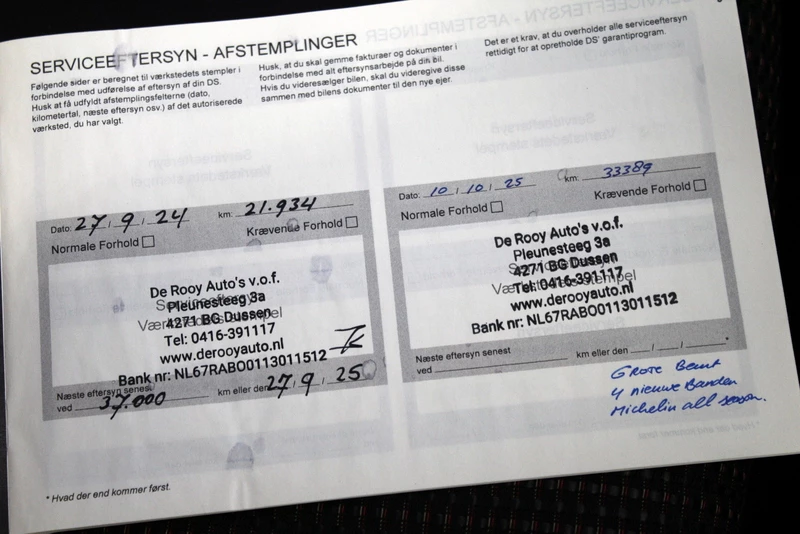 SERVICEEFTERSYN - AFSTEMPLINGER
Følgende sider er beregnet til værkstedets stempler i
forbindelse med udførelse af eftersyn af din DS.
Husk at få udfyldt afstemplingsfelterne (dato,
kilometertal, næste eftersyn osv.) af det autoriserede
værksted, du har valgt.
Husk, at du skal gemme fakturaer og dokumenter i
forbindelse med alt eftersynsarbejde på din bil.
Hvis du videresælger bilen, skal du videregive disse
sammen med bilens dokumenter til den nye ejer.
Det er et krav, at du overholder alle serviceeftersyn
rettidigt for at opretholde DS' garantiprogram.
Dato: 27 / 9 / 24 km: 21.934
Normale Forhold Krævende Forhold
Serviceeftersyn
Værkstedets stempel
De Rooy Auto's v.o.f.
Pleunesteeg 3a
4271 BG Dussen
Tel: 0416-391117
www.derooyauto.nl
Bank nr: NL67RABO0113011512
Næste eftersyn senest
ved 37.000 km eller den 27 / 9 / 25
Dato: 10 / 10 / 25 km: 33389
Normale Forhold Krævende Forhold
Serviceeftersyn
Værkstedets stempel
De Rooy Auto's v.o.f.
Pleunesteeg 3a
4271 BG Dussen
Tel: 0416-391117
www.derooyauto.nl
Bank nr: NL67RABO0113011512
Næste eftersyn senest
ved km eller den / / *
Grote Beurt
4 nieuwe Banden
Michelin all season.
* Hvad der end kommer først.